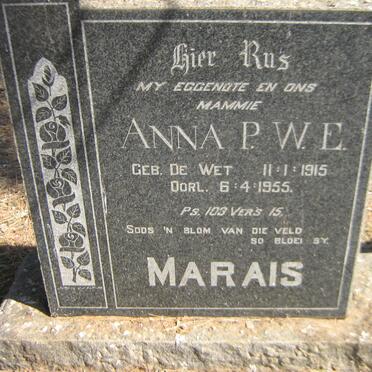 Hier Rus
MY EGGENOTE EN ONS
MAMMIE
ANNA P. W. E.
GEB. DE WET 11·1·1915
OORL. 6·4·1955.
Ps. 103 VERS 15.
SOOS 'N BLOM VAN DIE VELD
SO BLOEI SY.
MARAIS